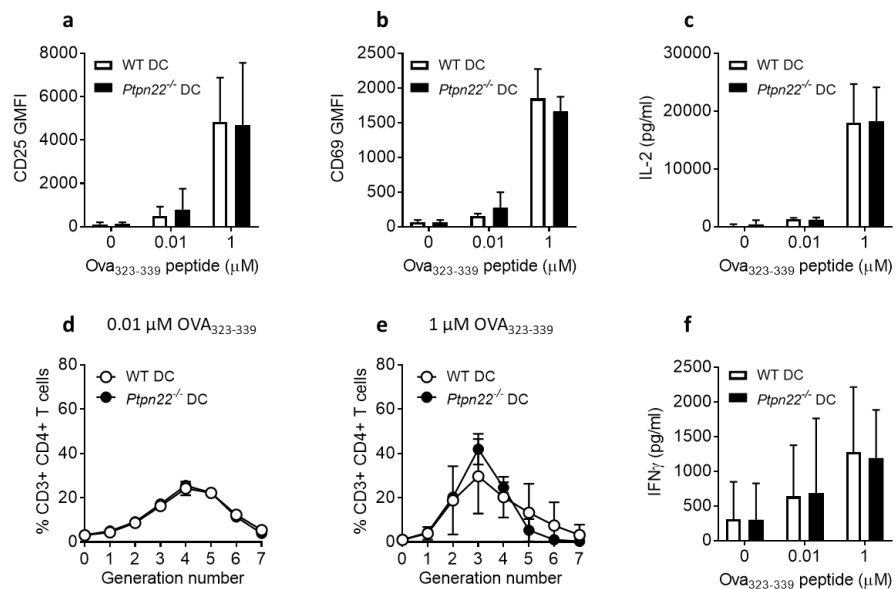 a
8000
6000
4000
2000
0
CD25 GMFI
WT DC
Ptpn22-/- DC
0 0.01 1
Ova323-339 peptide (μM)
b
2500
2000
1500
1000
500
0
CD69 GMFI
WT DC
Ptpn22-/- DC
0 0.01 1
Ova323-339 peptide (μM)
c
30000
20000
10000
0
IL-2 (pg/ml)
WT DC
Ptpn22-/- DC
0 0.01 1
Ova323-339 peptide (μM)
d 0.01 μM OVA323-339
80
60
40
20
0
% CD3+ CD4+ T cells
WT DC
Ptpn22-/- DC
0 1 2 3 4 5 6 7
Generation number
e 1 μM OVA323-339
80
60
40
20
0
% CD3+ CD4+ T cells
WT DC
Ptpn22-/- DC
0 1 2 3 4 5 6 7
Generation number
f
2500
2000
1500
1000
500
0
IFNγ (pg/ml)
WT DC
Ptpn22-/- DC
0 0.01 1
Ova323-339 peptide (μM)